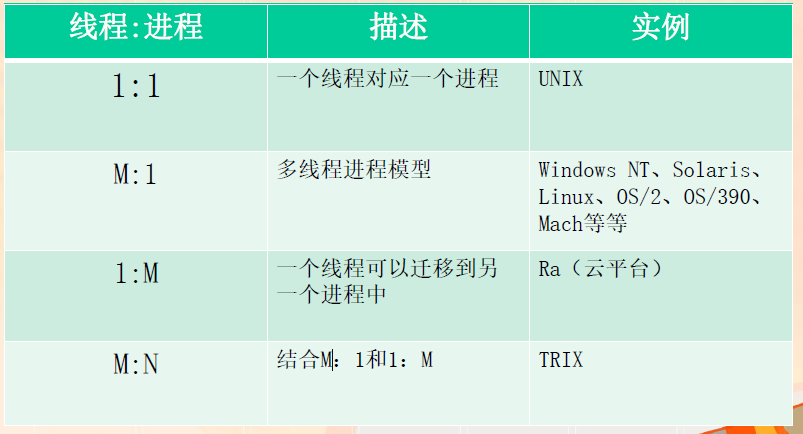 线程:进程 描述 实例
1:1 一个线程对应一个进程 UNIX
M:1 多线程进程模型 Windows NT、Solaris、
Linux、OS/2、OS/390、
Mach等等
1:M 一个线程可以迁移到另 Ra（云平台）
一个进程中
M:N 结合M：1和1：M TRIX